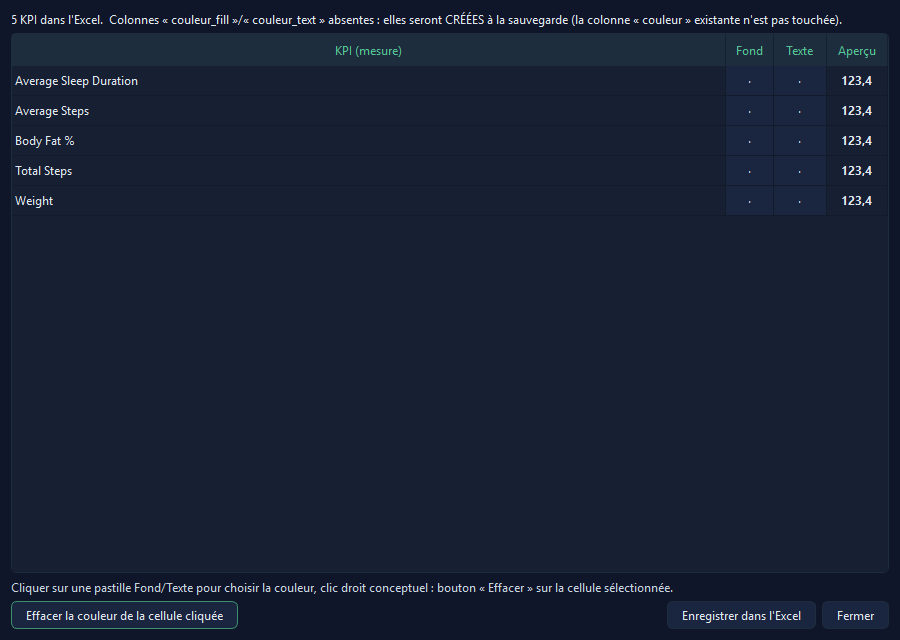 5 KPI dans l'Excel.  Colonnes « couleur_fill »/« couleur_text » absentes : elles seront CRÉÉES à la sauvegarde (la colonne « couleur » existante n'est pas touchée).
KPI (mesure) Fond Texte Aperçu
Average Sleep Duration · · 123,4
Average Steps · · 123,4
Body Fat % · · 123,4
Total Steps · · 123,4
Weight · · 123,4
Cliquer sur une pastille Fond/Texte pour choisir la couleur, clic droit conceptuel : bouton « Effacer » sur la cellule sélectionnée.
Effacer la couleur de la cellule cliquée Enregistrer dans l'Excel Fermer